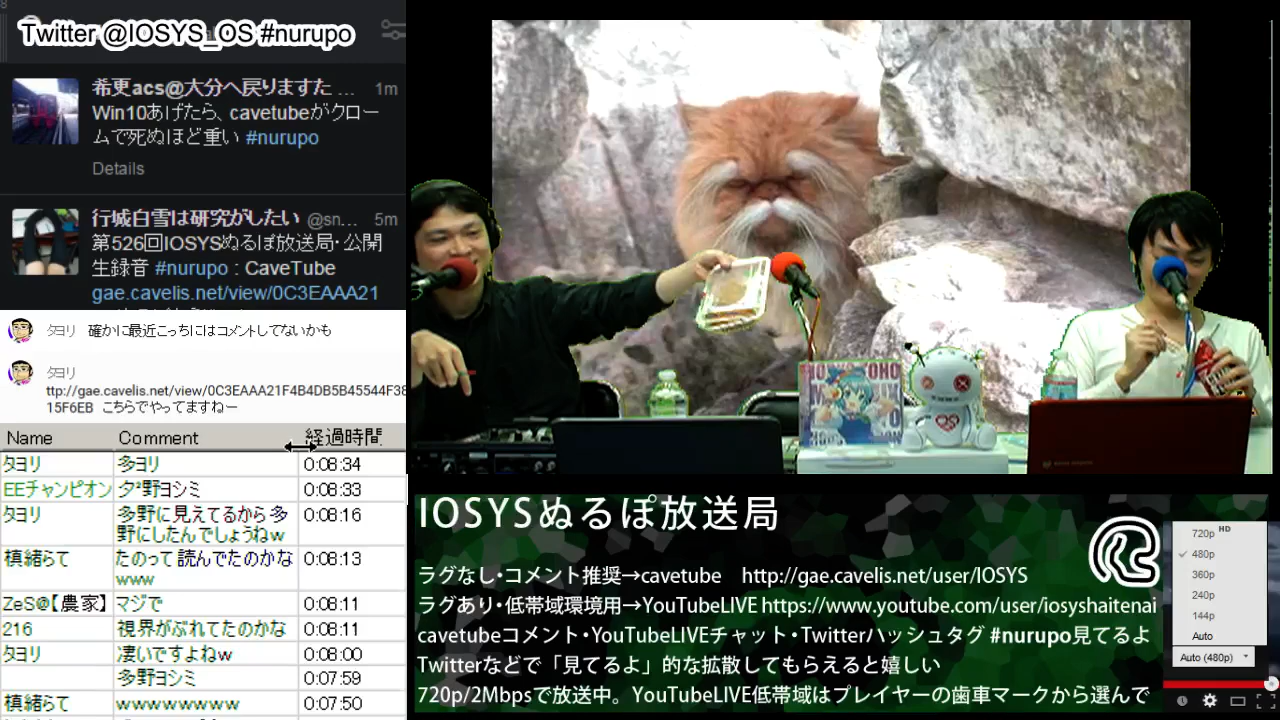 Twitter @IOSYS_OS #nurupo
希更acs@大分へ戻りますた ... 1m
Win10あげたら、cavetubeがクロー
ムで死ぬほど重い #nurupo
Details
行城白雪は研究がしたい @sn... 5m
第526回IOSYSぬるぽ放送局・公開
生録音 #nurupo : CaveTube
gae.cavelis.net/view/0C3EAAA21
タヨリ 確かに最近こっちにはコメントしてないかも
タヨリ
ttp://gae.cavelis.net/view/0C3EAAA21F4B4DB5B45544F38
15F6EB こちらでやってますねー
Name Comment 経過時間
タヨリ 多ヨリ 0:08:34
EEチャンピオン 夕"野ヨシミ 0:08:33
タヨリ 多野に見えてるから多 0:08:16
野にしたんでしょうねw
槙緒らて たのって読んでたのかな 0:08:13
www
ZeS@【農家】 マジで 0:08:11
216 視界がぶれてたのかな 0:08:11
タヨリ 凄いですよねw 0:08:00
多野ヨシミ 0:07:59
槙緒らて wwwwwwww 0:07:50
IOSYSぬるぽ放送局
ラグなし・コメント推奨→cavetube http://gae.cavelis.net/user/IOSYS
ラグあり・低帯域環境用→YouTubeLIVE https://www.youtube.com/user/iosyshaitenai
cavetubeコメント・YouTubeLIVEチャット・Twitterハッシュタグ #nurupo見てるよ
Twitterなどで「見てるよ」的な拡散してもらえると嬉しい
720p/2Mbpsで放送中。YouTubeLIVE低帯域はプレイヤーの歯車マークから選んで
720p HD
480p
360p
240p
144p
Auto
Auto (480p)